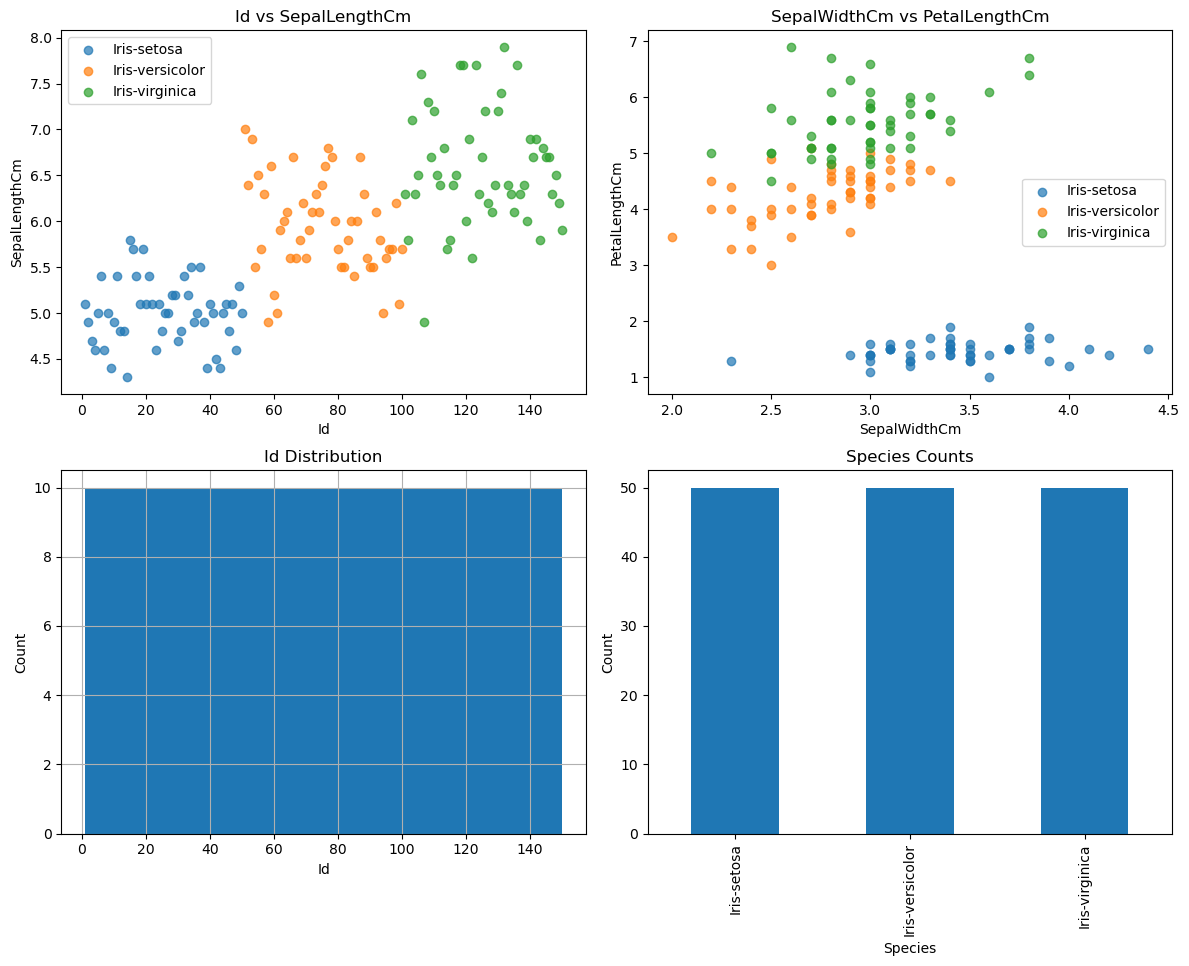 Id vs SepalLengthCm
Iris-setosa
Iris-versicolor
Iris-virginica
SepalLengthCm
8.0
7.5
7.0
6.5
6.0
5.5
5.0
4.5
0 20 40 60 80 100 120 140
Id
SepalWidthCm vs PetalLengthCm
Iris-setosa
Iris-versicolor
Iris-virginica
PetalLengthCm
7
6
5
4
3
2
1
2.0 2.5 3.0 3.5 4.0 4.5
SepalWidthCm
Id Distribution
Count
10
8
6
4
2
0
0 20 40 60 80 100 120 140
Id
Species Counts
Count
50
40
30
20
10
0
Iris-setosa
Iris-versicolor
Iris-virginica
Species